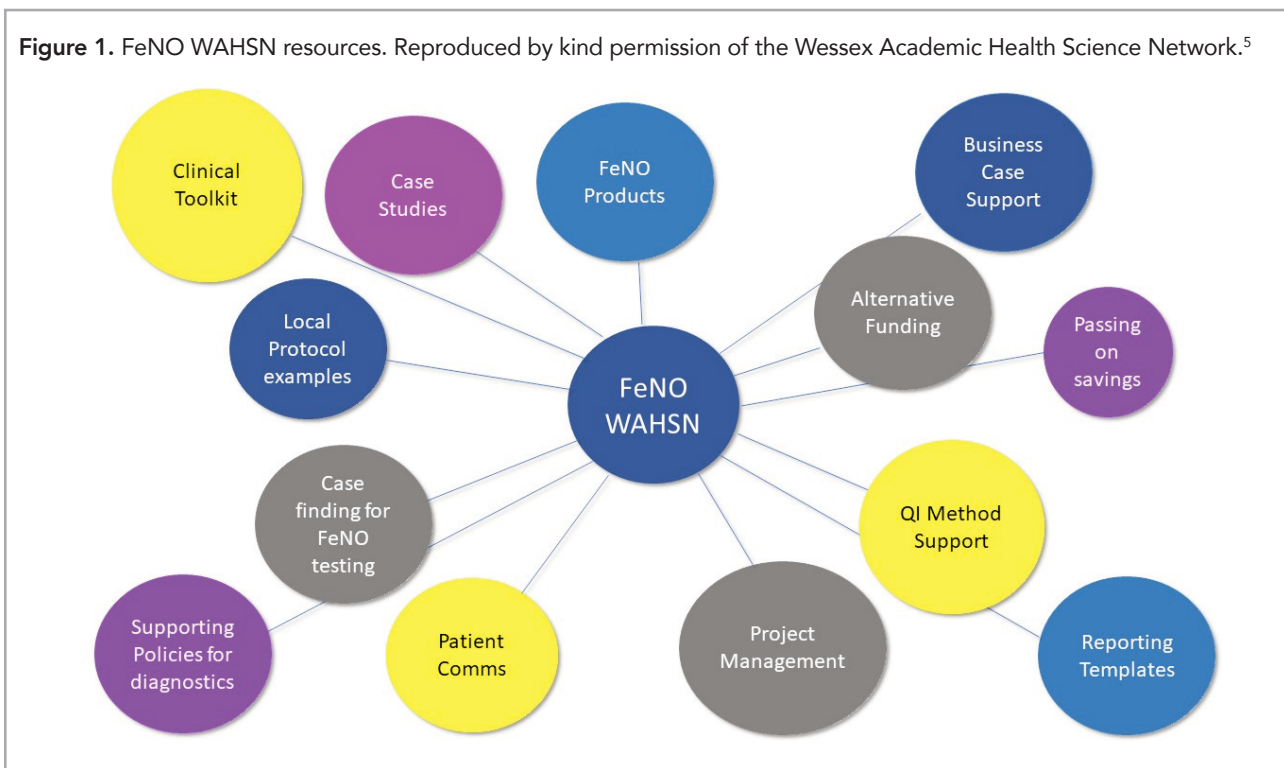 Figure 1. FeNO WAHSN resources. Reproduced by kind permission of the Wessex Academic Health Science Network.5
Clinical
Toolkit
Case
Studies
FeNO
Products
Business
Case
Support
Local
Protocol
examples
Alternative
Funding
Passing
on
savings
FeNO
WAHSN
Case
finding for
FeNO
testing
QI Method
Support
Supporting
Policies for
diagnostics
Patient
Comms
Project
Management
Reporting
Templates